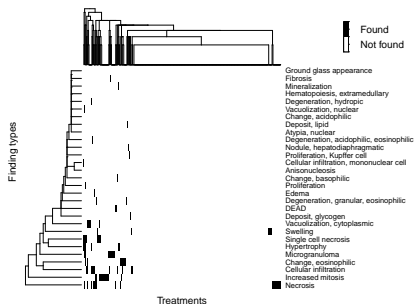 Found
Not found
Ground glass appearance
Fibrosis
Mineralization
Hematopoiesis, extramedullary
Degeneration, hydropic
Vacuolization, nuclear
Change, acidophilic
Deposit, lipid
Atypia, nuclear
Degeneration, acidophilic, eosinophilic
Nodule, hepatodiaphragmatic
Proliferation, Kupffer cell
Cellular infiltration, mononuclear cell
Anisonucleosis
Change, basophilic
Proliferation
Edema
Degeneration, granular, eosinophilic
DEAD
Deposit, glycogen
Vacuolization, cytoplasmic
Swelling
Single cell necrosis
Hypertrophy
Microgranuloma
Change, eosinophilic
Cellular infiltration
Increased mitosis
Necrosis
Finding types
Treatments